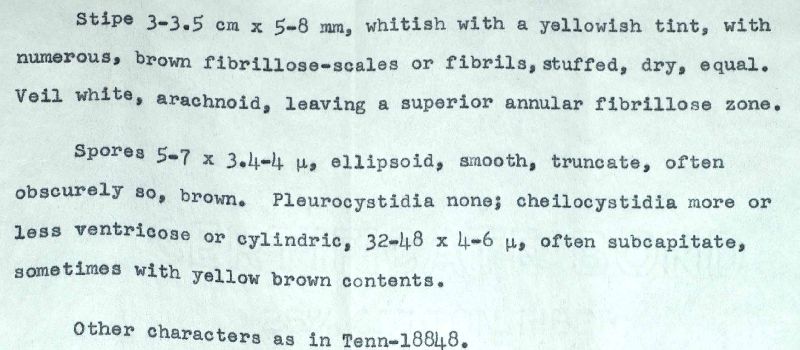 Stipe 3-3.5 cm x 5-8 mm, whitish with a yellowish tint, with
numerous, brown fibrillose-scales or fibrils, stuffed, dry, equal.
Veil white, arachnoid, leaving a superior annular fibrillose zone.
Spores 5-7 x 3.4-4 µ, ellipsoid, smooth, truncate, often
obscurely so, brown. Pleurocystidia none; cheilocystidia more or
less ventricose or cylindric, 32-48 x 4-6 µ, often subcapitate,
sometimes with yellow brown contents.
Other characters as in Tenn-18848.